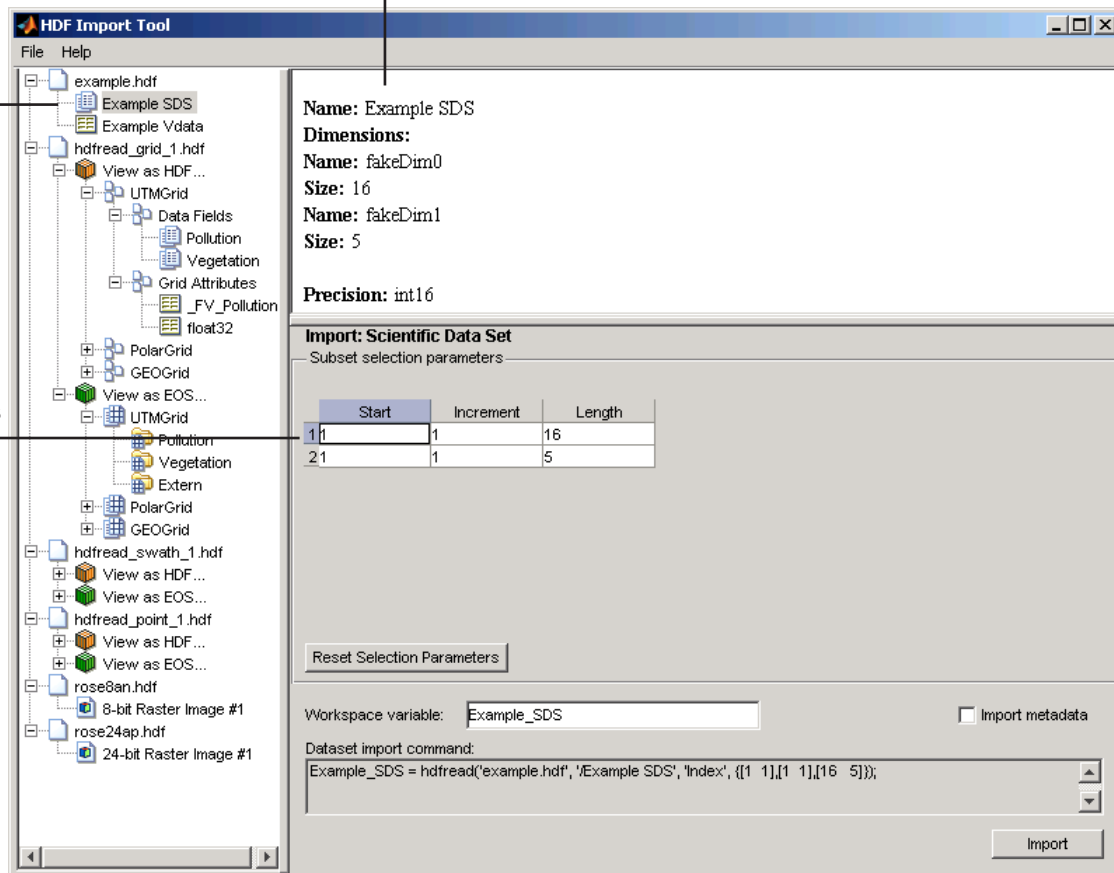 HDF Import Tool
File Help
example.hdf
Example SDS
Example Vdata
hdfread_grid_1.hdf
View as HDF...
UTMGrid
Data Fields
Pollution
Vegetation
Grid Attributes
_FV_Pollution
float32
PolarGrid
GEOGrid
View as EOS...
UTMGrid
Pollution
Vegetation
Extern
PolarGrid
GEOGrid
hdfread_swath_1.hdf
View as HDF...
View as EOS...
hdfread_point_1.hdf
View as HDF...
View as EOS...
rose8an.hdf
8-bit Raster Image #1
rose24ap.hdf
24-bit Raster Image #1
Name: Example SDS
Dimensions:
Name: fakeDim0
Size: 16
Name: fakeDim1
Size: 5
Precision: int16
Import: Scientific Data Set
Subset selection parameters
Start Increment Length
1 1 1 16
2 1 1 5
Reset Selection Parameters
Workspace variable: Example_SDS Import metadata
Dataset import command:
Example_SDS = hdfread('example.hdf', '/Example SDS', 'Index', {[1 1],[1 1],[16 5]});
Import